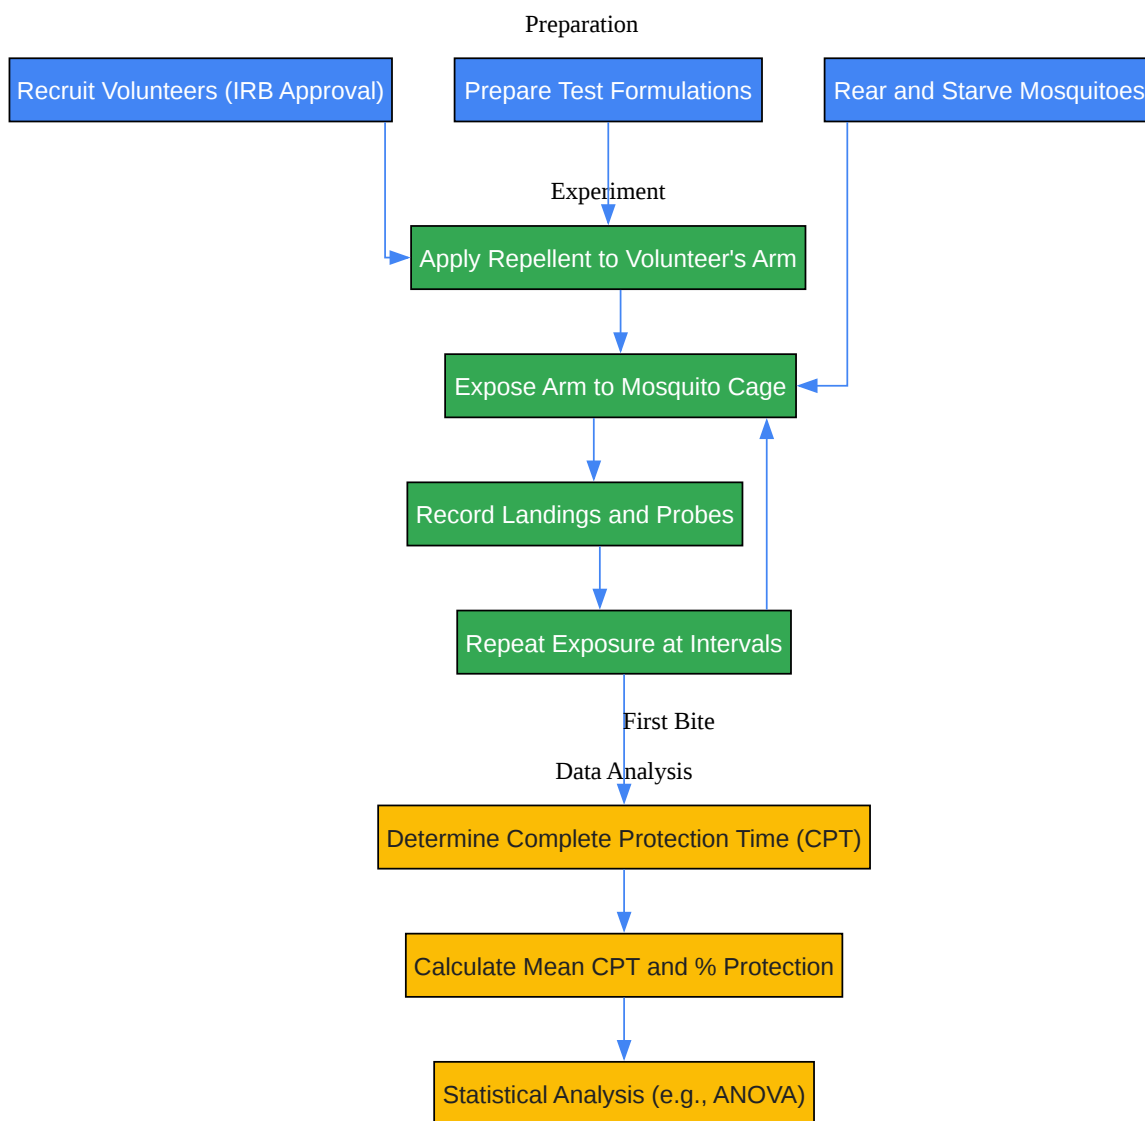 Preparation
Recruit Volunteers (IRB Approval)
Prepare Test Formulations
Rear and Starve Mosquitoes
Experiment
Apply Repellent to Volunteer's Arm
Expose Arm to Mosquito Cage
Record Landings and Probes
Repeat Exposure at Intervals
First Bite
Data Analysis
Determine Complete Protection Time (CPT)
Calculate Mean CPT and % Protection
Statistical Analysis (e.g., ANOVA)